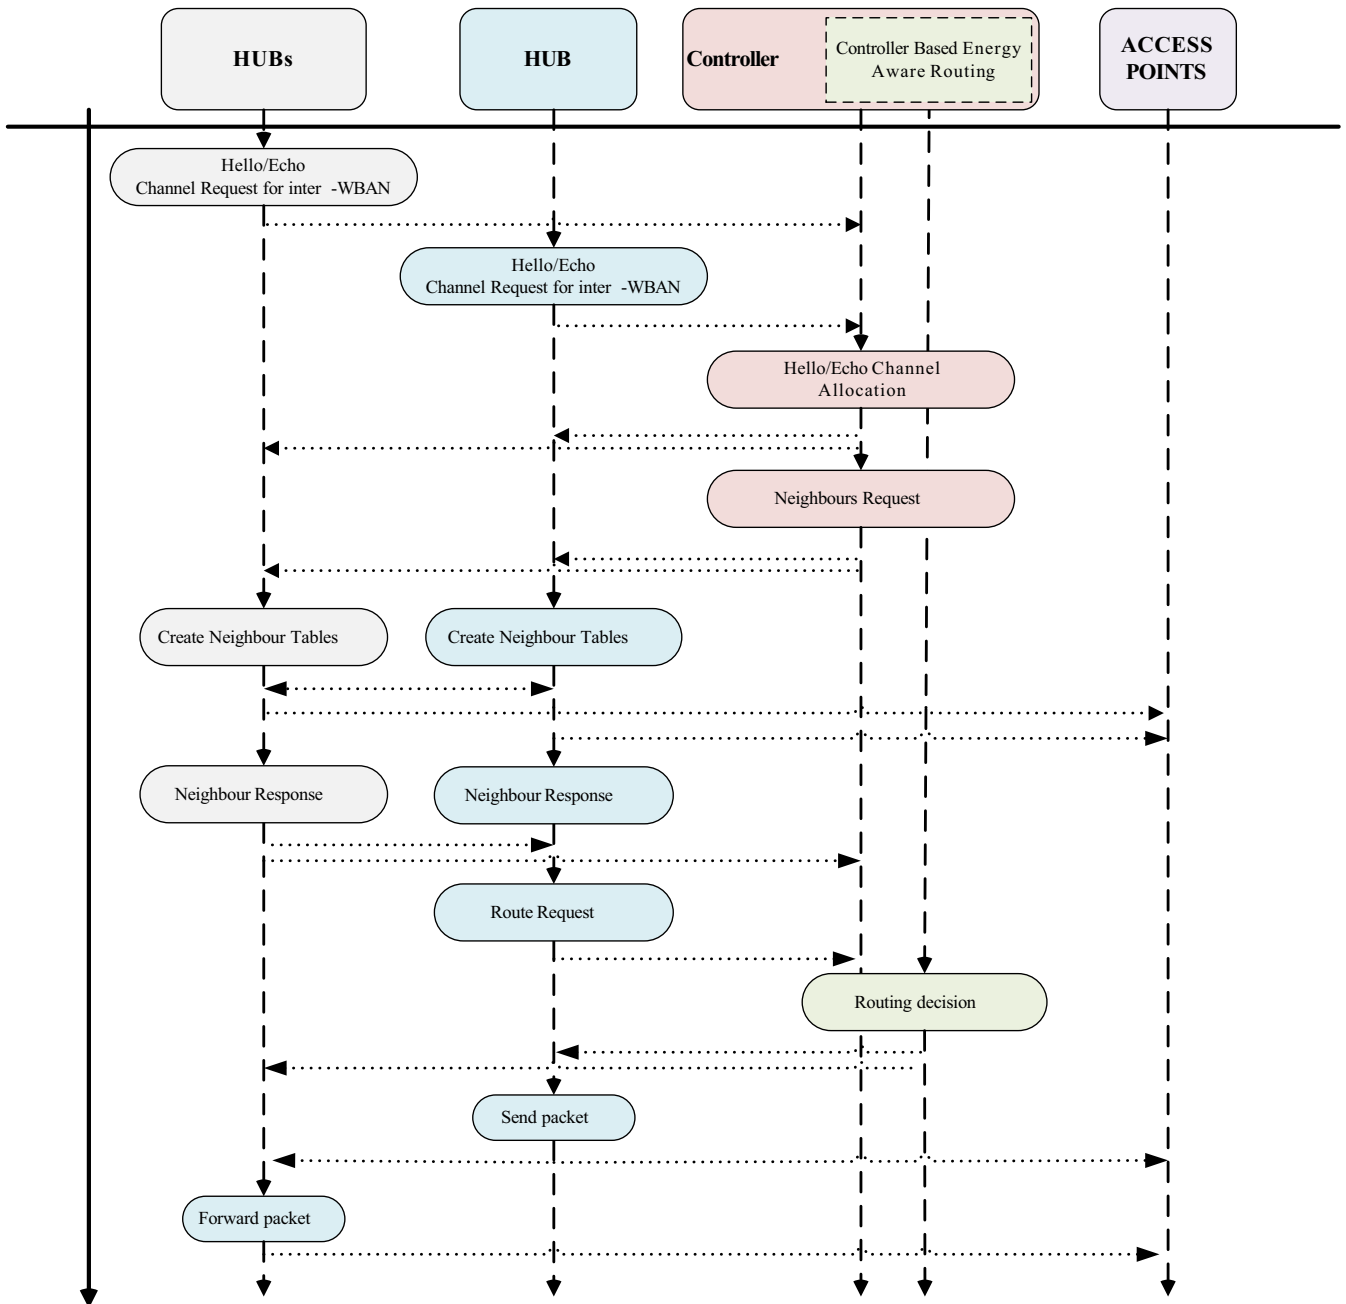 HUBs
HUB
Controller
Controller Based Energy
Aware Routing
ACCESS
POINTS
Hello/Echo
Channel Request for inter -WBAN
Hello/Echo
Channel Request for inter -WBAN
Hello/Echo Channel
Allocation
Neighbours Request
Create Neighbour Tables
Create Neighbour Tables
Neighbour Response
Neighbour Response
Route Request
Routing decision
Send packet
Forward packet